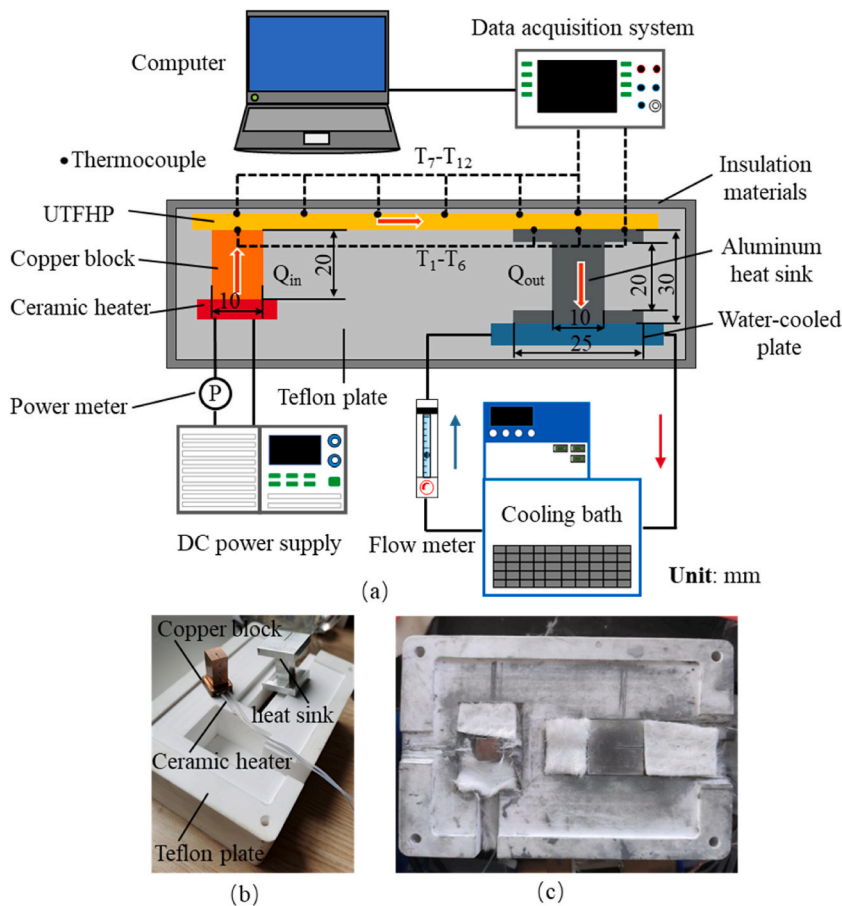 Data acquisition system
Computer
T7-T12
Thermocouple
Insulation
materials
UTFHP
T1-T6
Copper block
Qin
20
Qout
20
30
Aluminum
heat sink
Ceramic heater
10
10
25
Water-cooled
plate
Power meter
P
Teflon plate
DC power supply
Flow meter
Cooling bath
Unit: mm
(a)
Copper block
heat sink
Ceramic heater
Teflon plate
(b)
(c)